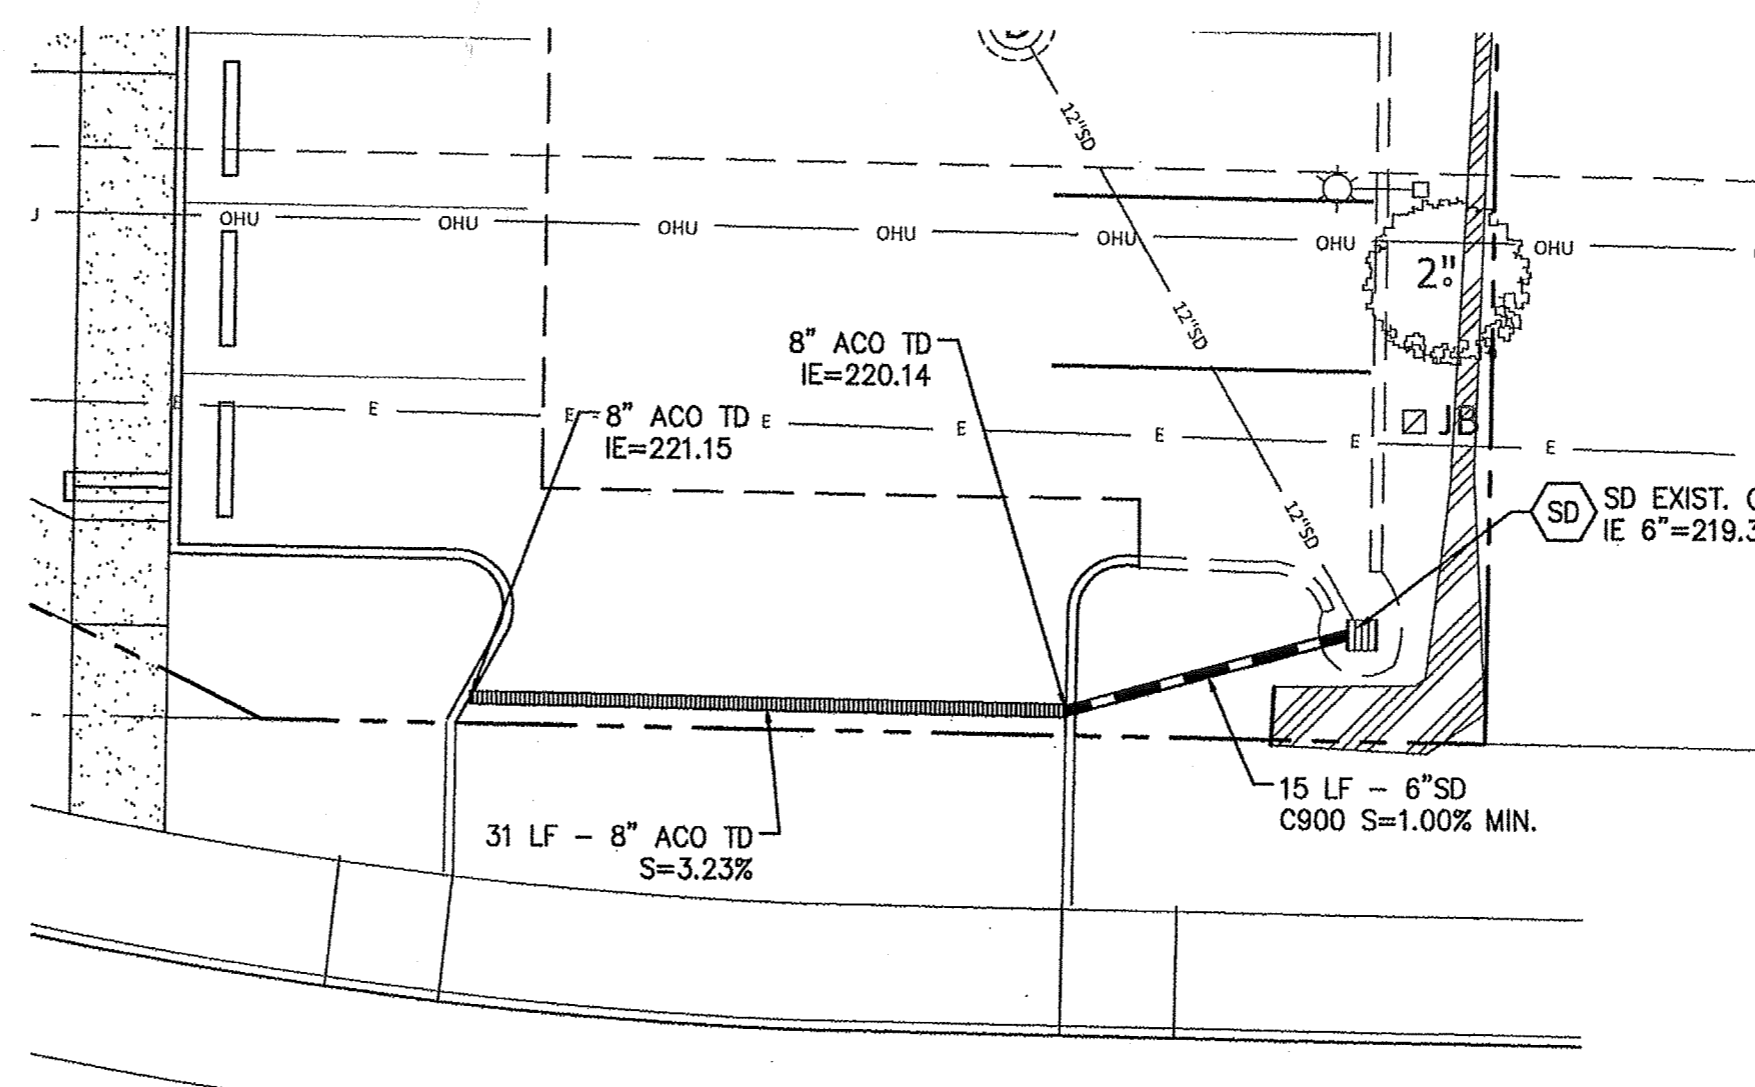 12"SD
OHU OHU OHU OHU OHU OHU OHU
2"
12"SD
8" ACO TD
IE=220.14
E E E E E E E E
8" ACO TD
IE=221.15
JB
12"SD
SD
SD EXIST.
IE 6"=219.3
15 LF - 6"SD
C900 S=1.00% MIN.
31 LF - 8" ACO TD
S=3.23%